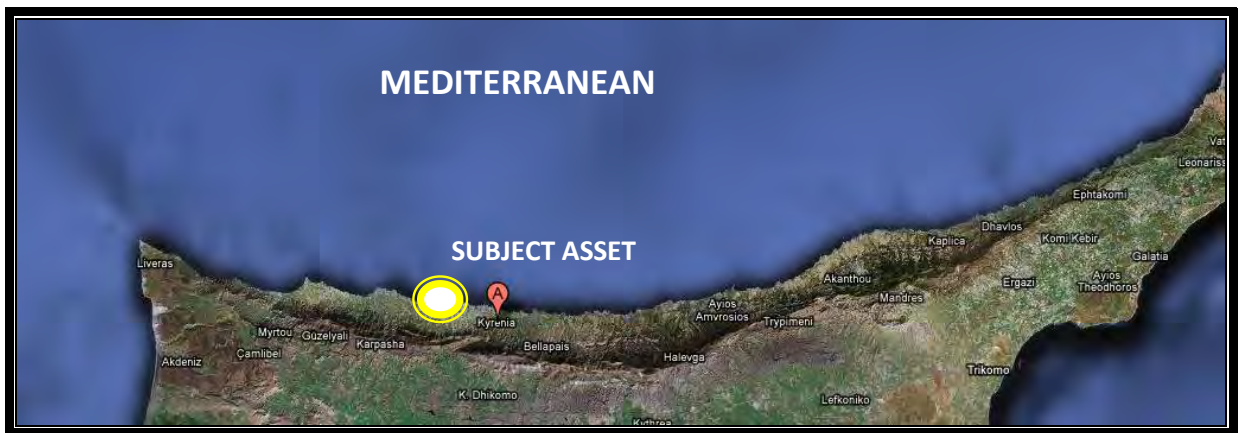 MEDITERRANEAN
SUBJECT ASSET
A
Liveras
Kyrenia
Myrtou
Güzelyali
Karpasha
Çamlibel
Akdeniz
Bellapais
Halevga
K. Dhikomo
Kythrea
Ayios
Amvrosios
Trypimeni
Akanthou
Mandres
Kaplica
Dhavlos
Ephtakomi
Komi Kebir
Ergazi
Galatia
Ayios
Theodhoros
Trikomo
Lefkoniko
Vat
Leonariss